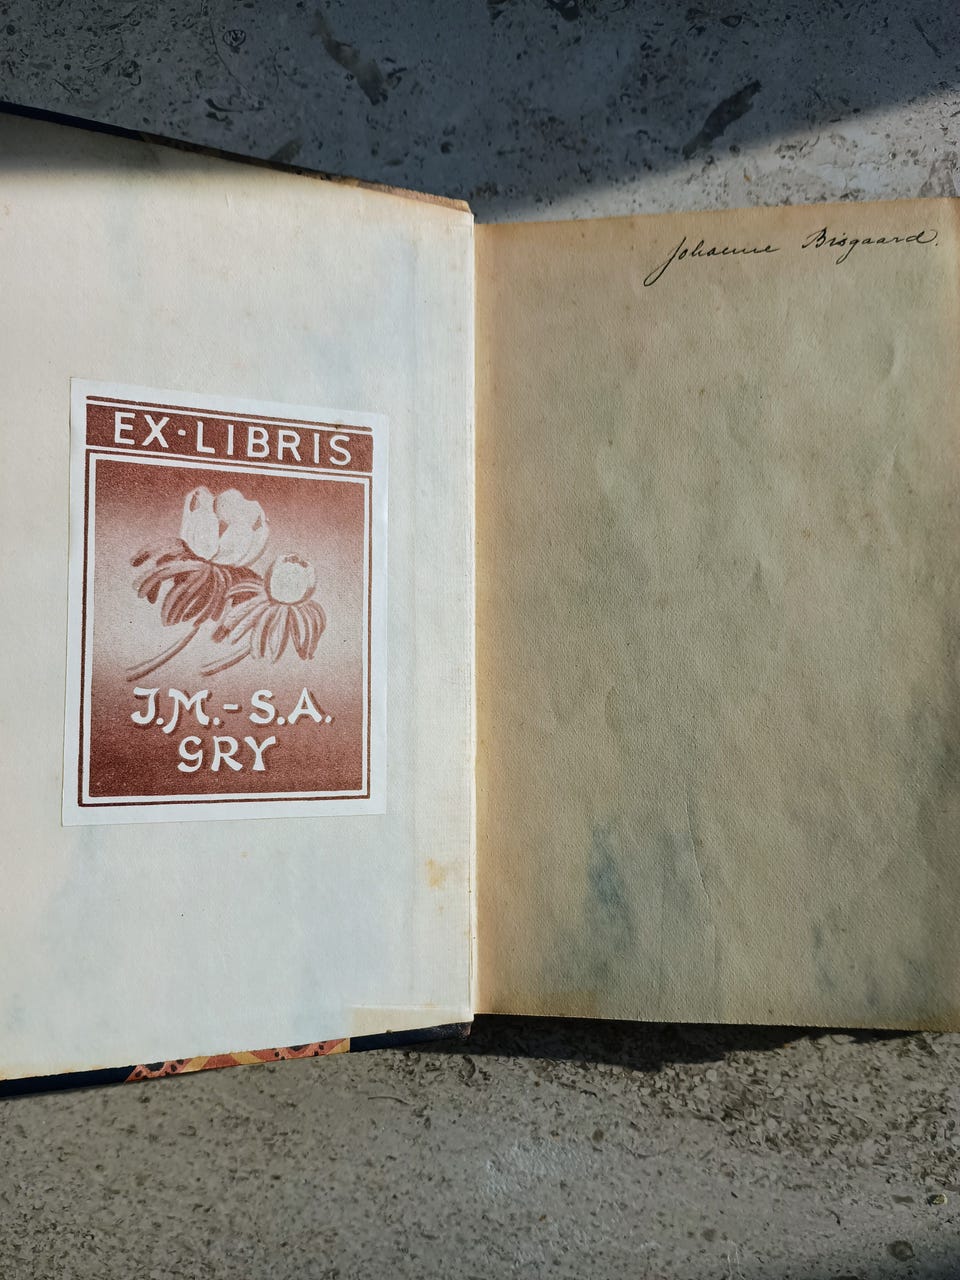 EX·LIBRIS
J.M.-S.A.
GRY
Johanne Bisgaard.